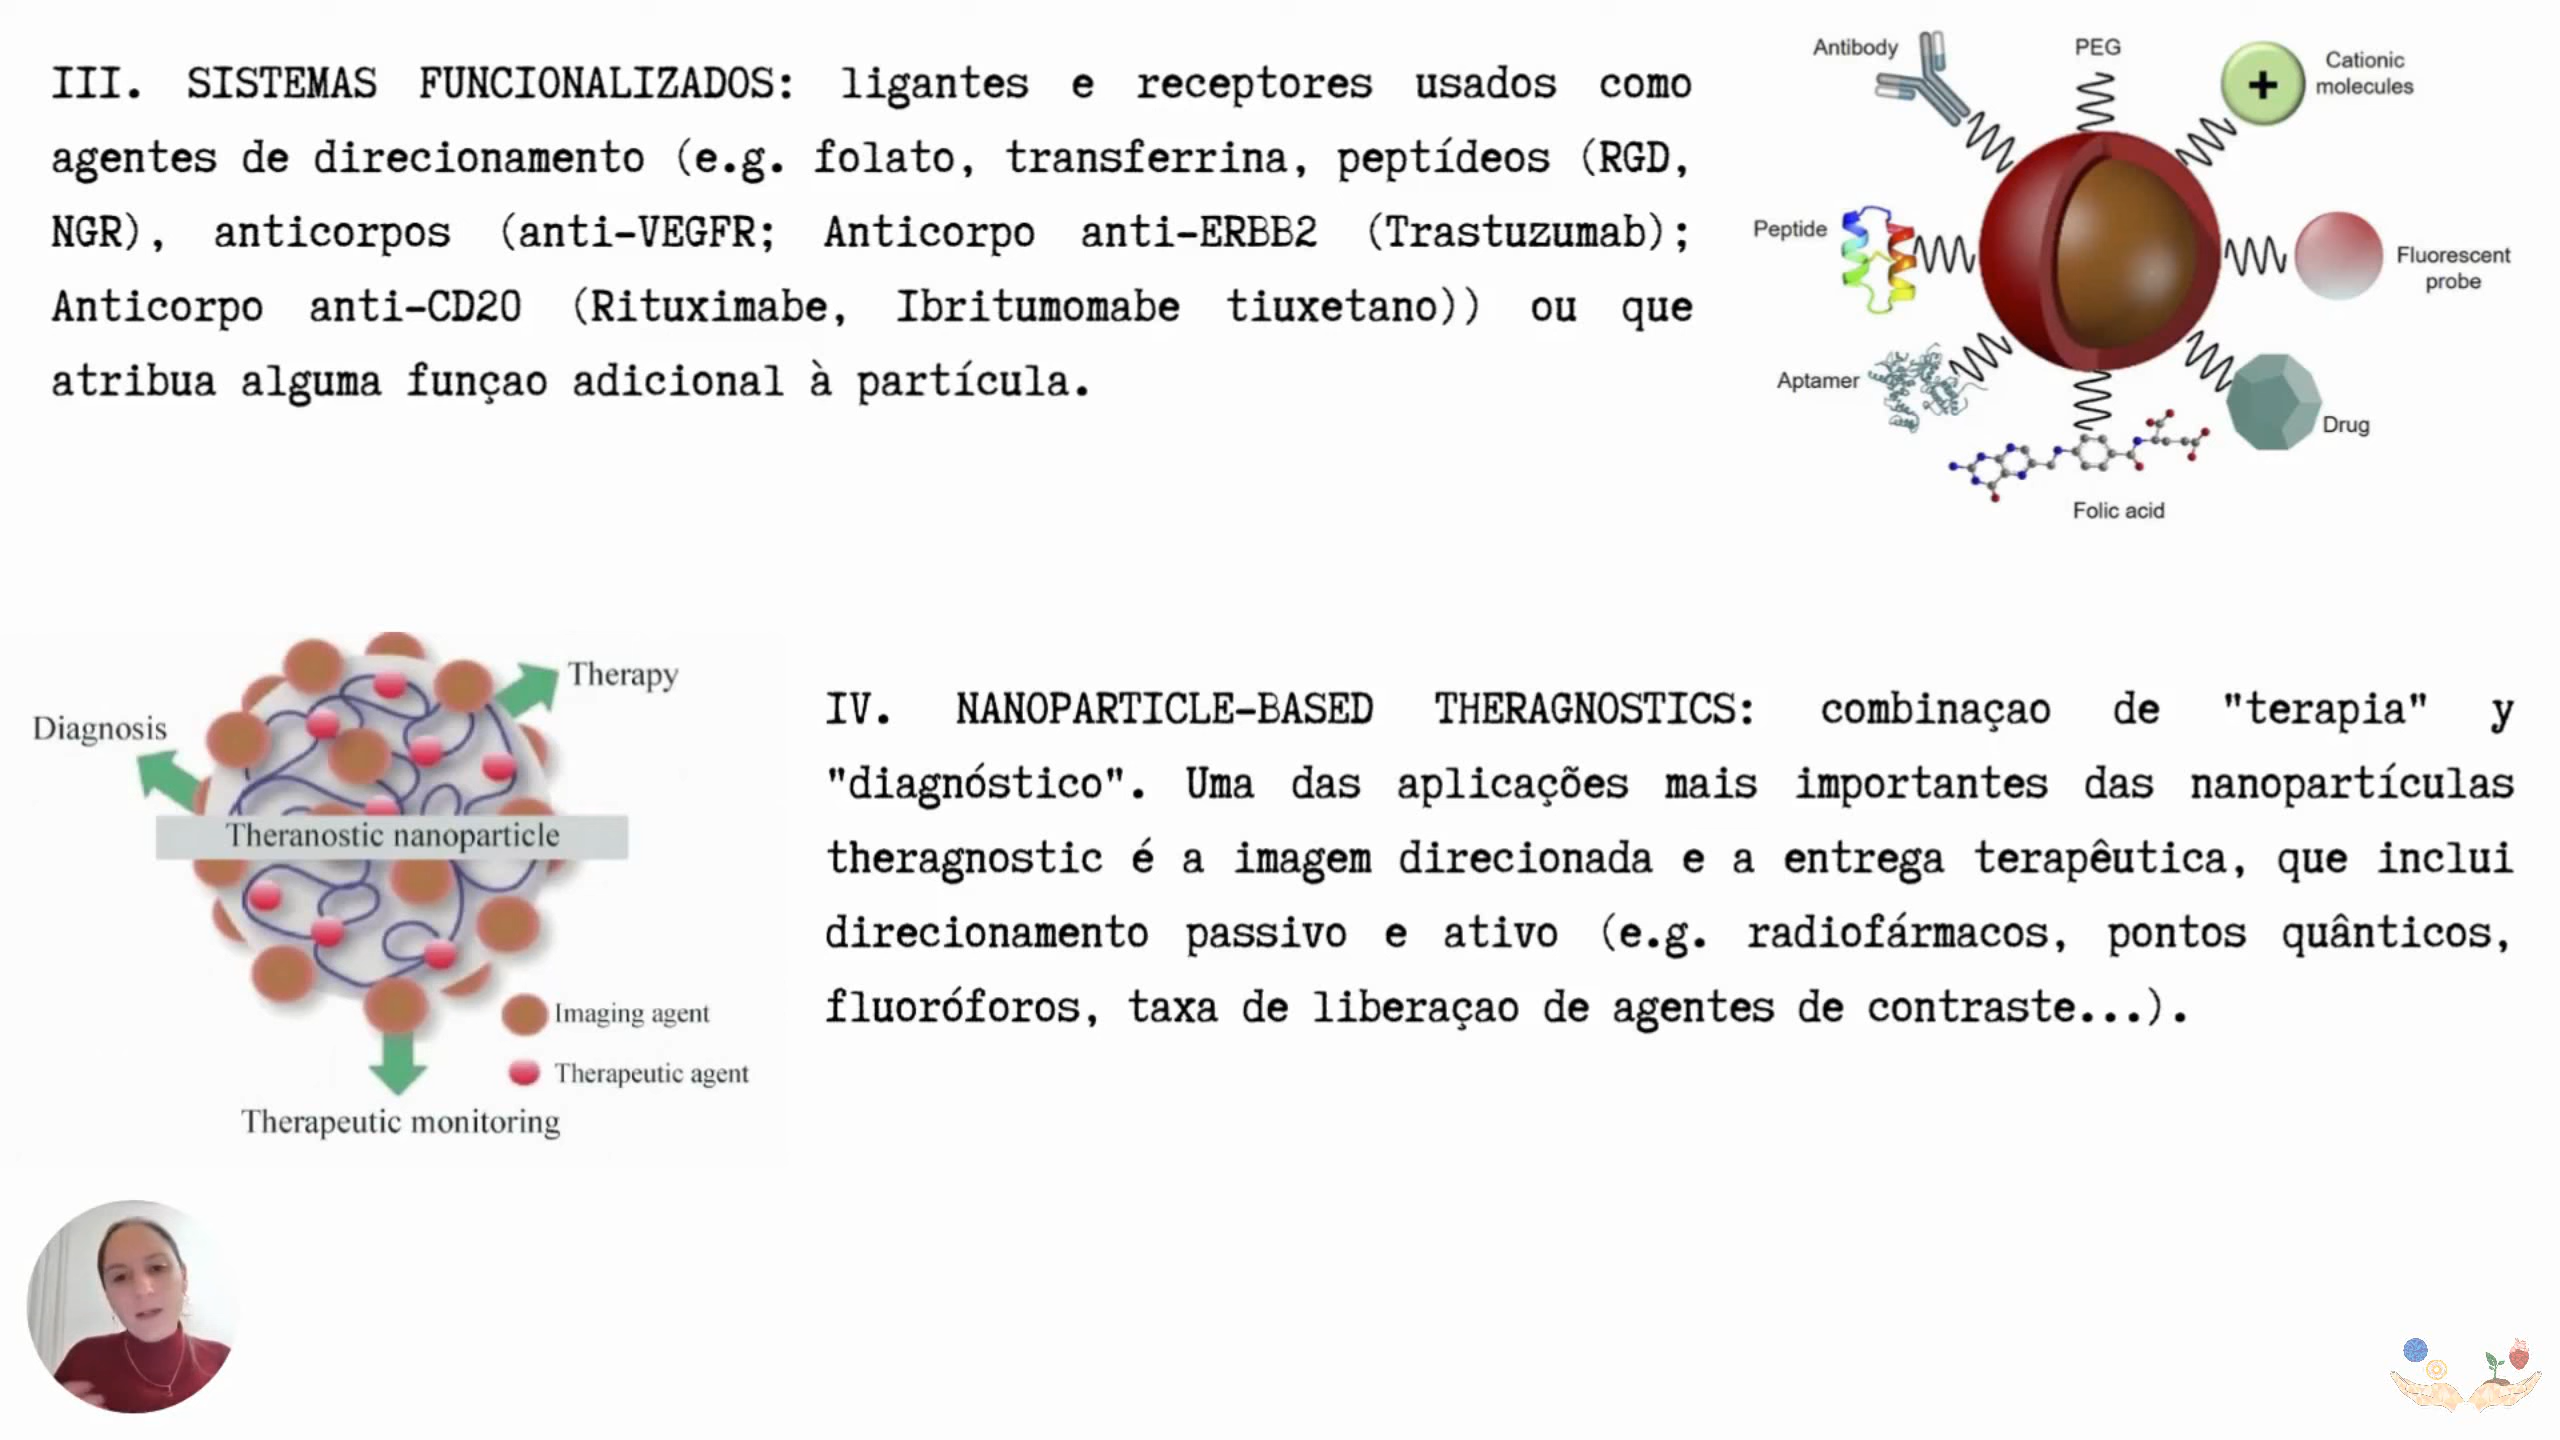 III. SISTEMAS FUNCIONALIZADOS: ligantes e receptores usados como
agentes de direcionamento (e.g. folato, transferrina, peptídeos (RGD,
NGR), anticorpos (anti-VEGFR; Anticorpo anti-ERBB2 (Trastuzumab);
Anticorpo anti-CD20 (Rituximabe, Ibritumomabe tiuxetano)) ou que
atribua alguma funçao adicional à partícula.
Antibody
PEG
Cationic
molecules
Peptide
Fluorescent
probe
Aptamer
Drug
Folic acid
Therapy
Diagnosis
Theranostic nanoparticle
Imaging agent
Therapeutic agent
Therapeutic monitoring
IV. NANOPARTICLE-BASED THERAGNOSTICS: combinaçao de "terapia" y
"diagnóstico". Uma das aplicações mais importantes das nanopartículas
theragnostic é a imagem direcionada e a entrega terapêutica, que inclui
direcionamento passivo e ativo (e.g. radiofármacos, pontos quânticos,
fluoróforos, taxa de liberaçao de agentes de contraste...).